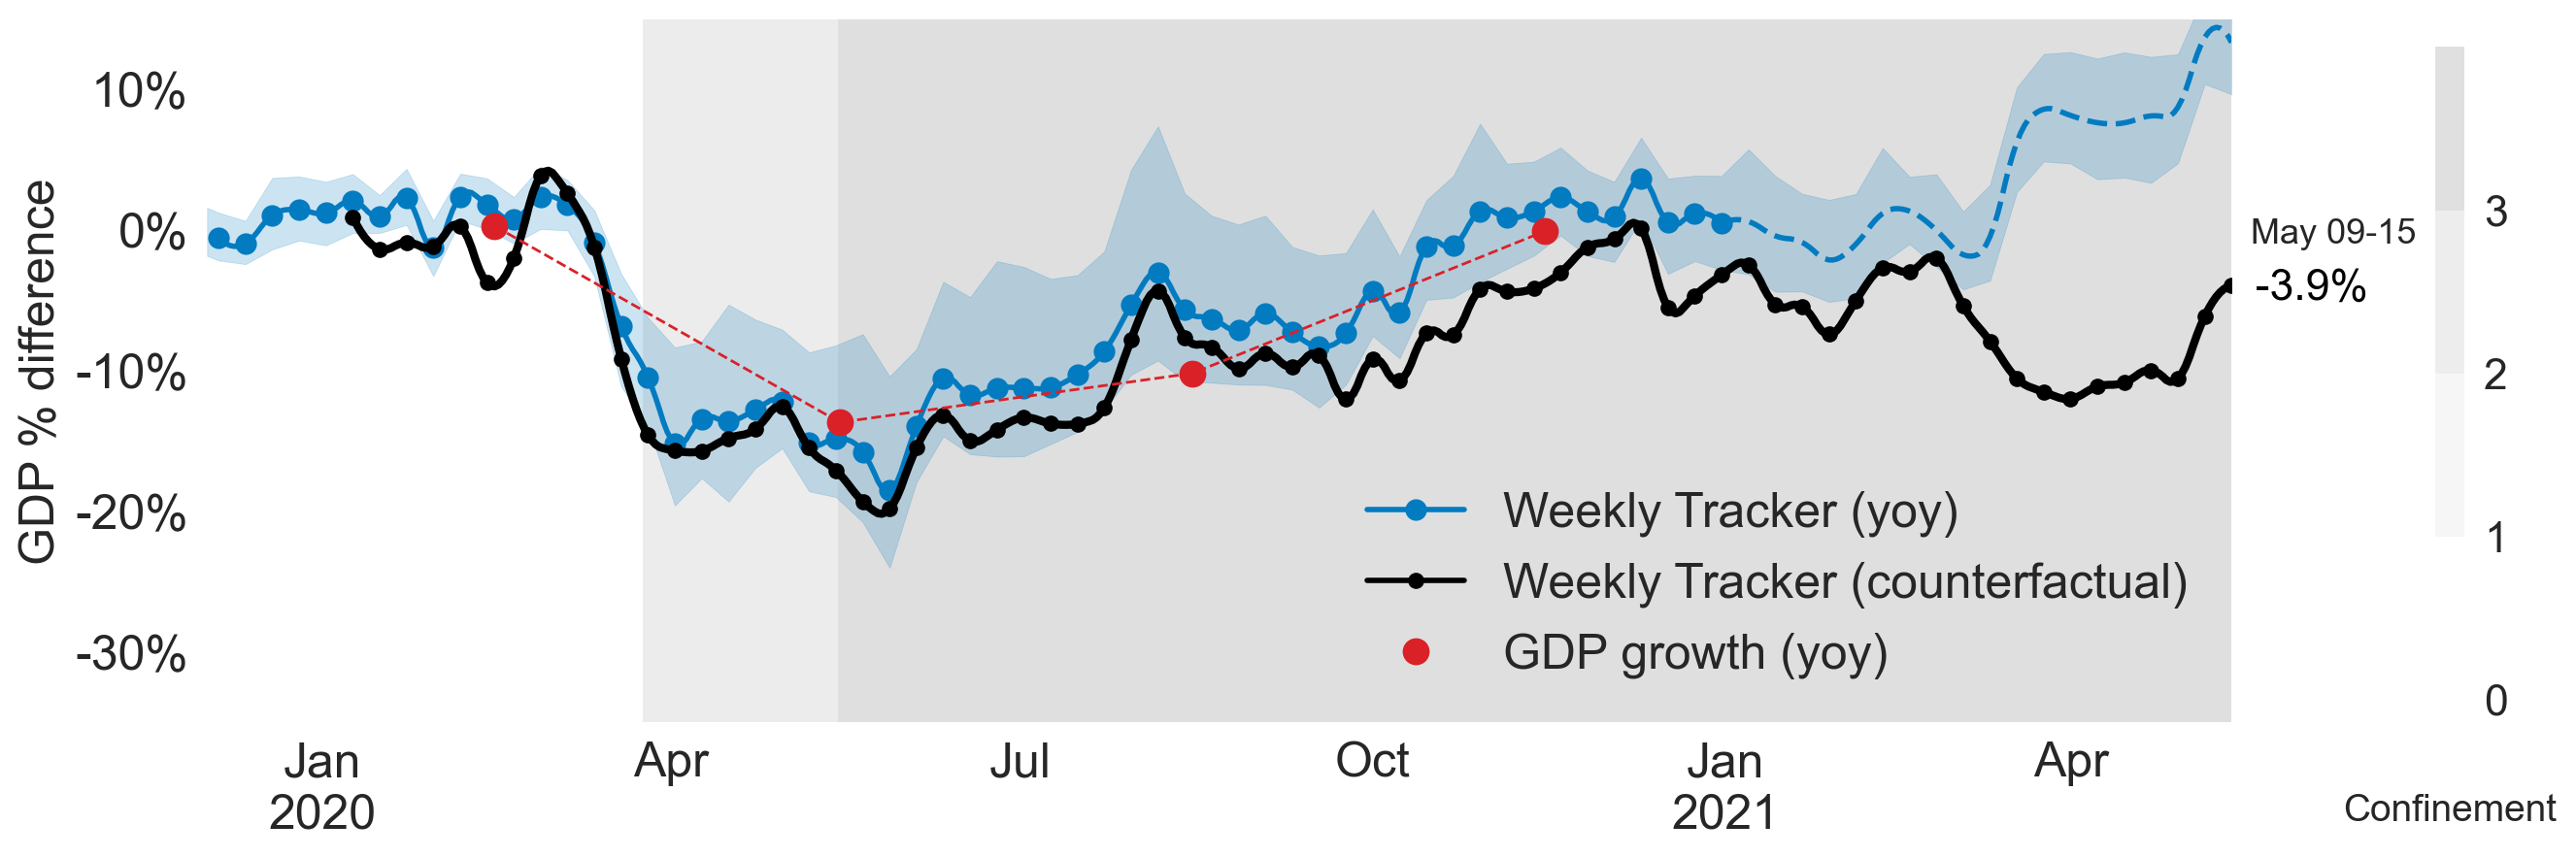 GDP % difference
10%
0%
-10%
-20%
-30%
Jan
2020
Apr
Jul
Oct
Jan
2021
Apr
Weekly Tracker (yoy)
Weekly Tracker (counterfactual)
GDP growth (yoy)
May 09-15
-3.9%
3
2
1
0
Confinement